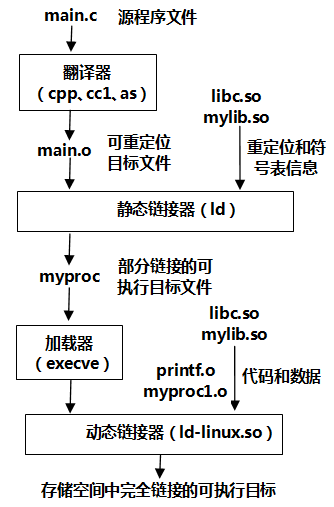 main.c 源程序文件
翻译器
（cpp、cc1、as）
libc.so
mylib.so
main.o
可重定位
目标文件
重定位和符
号表信息
静态链接器（ld）
myproc
部分链接的可
执行目标文件
libc.so
mylib.so
加载器
（execve）
printf.o
myproc1.o
代码和数据
动态链接器（ld-linux.so）
存储空间中完全链接的可执行目标